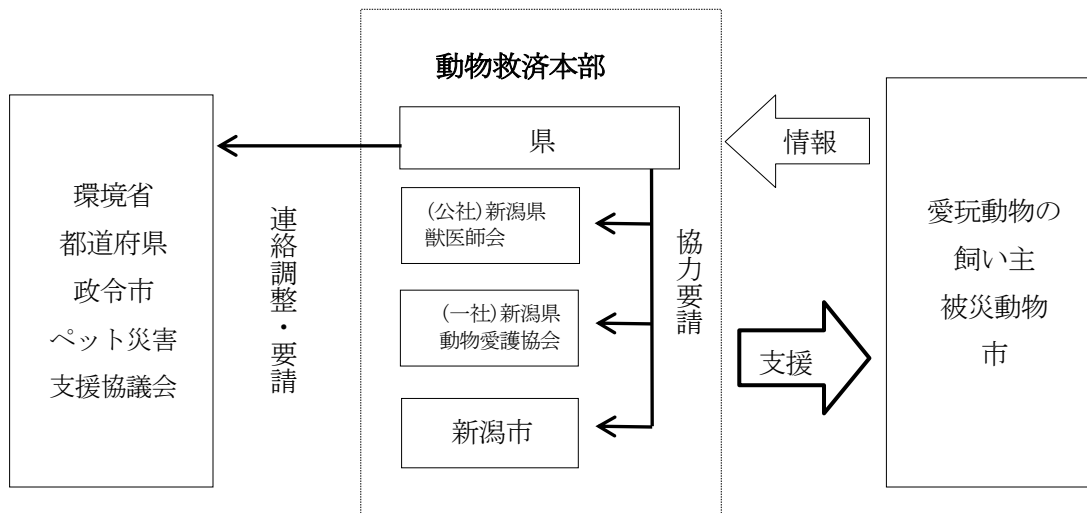 動物救済本部
県
(公社)新潟県
獣医師会
(一社)新潟県
動物愛護協会
新潟市
協力要請
連絡調整・要請
環境省
都道府県
政令市
ペット災害
支援協議会
情報
支援
愛玩動物の
飼い主
被災動物
市